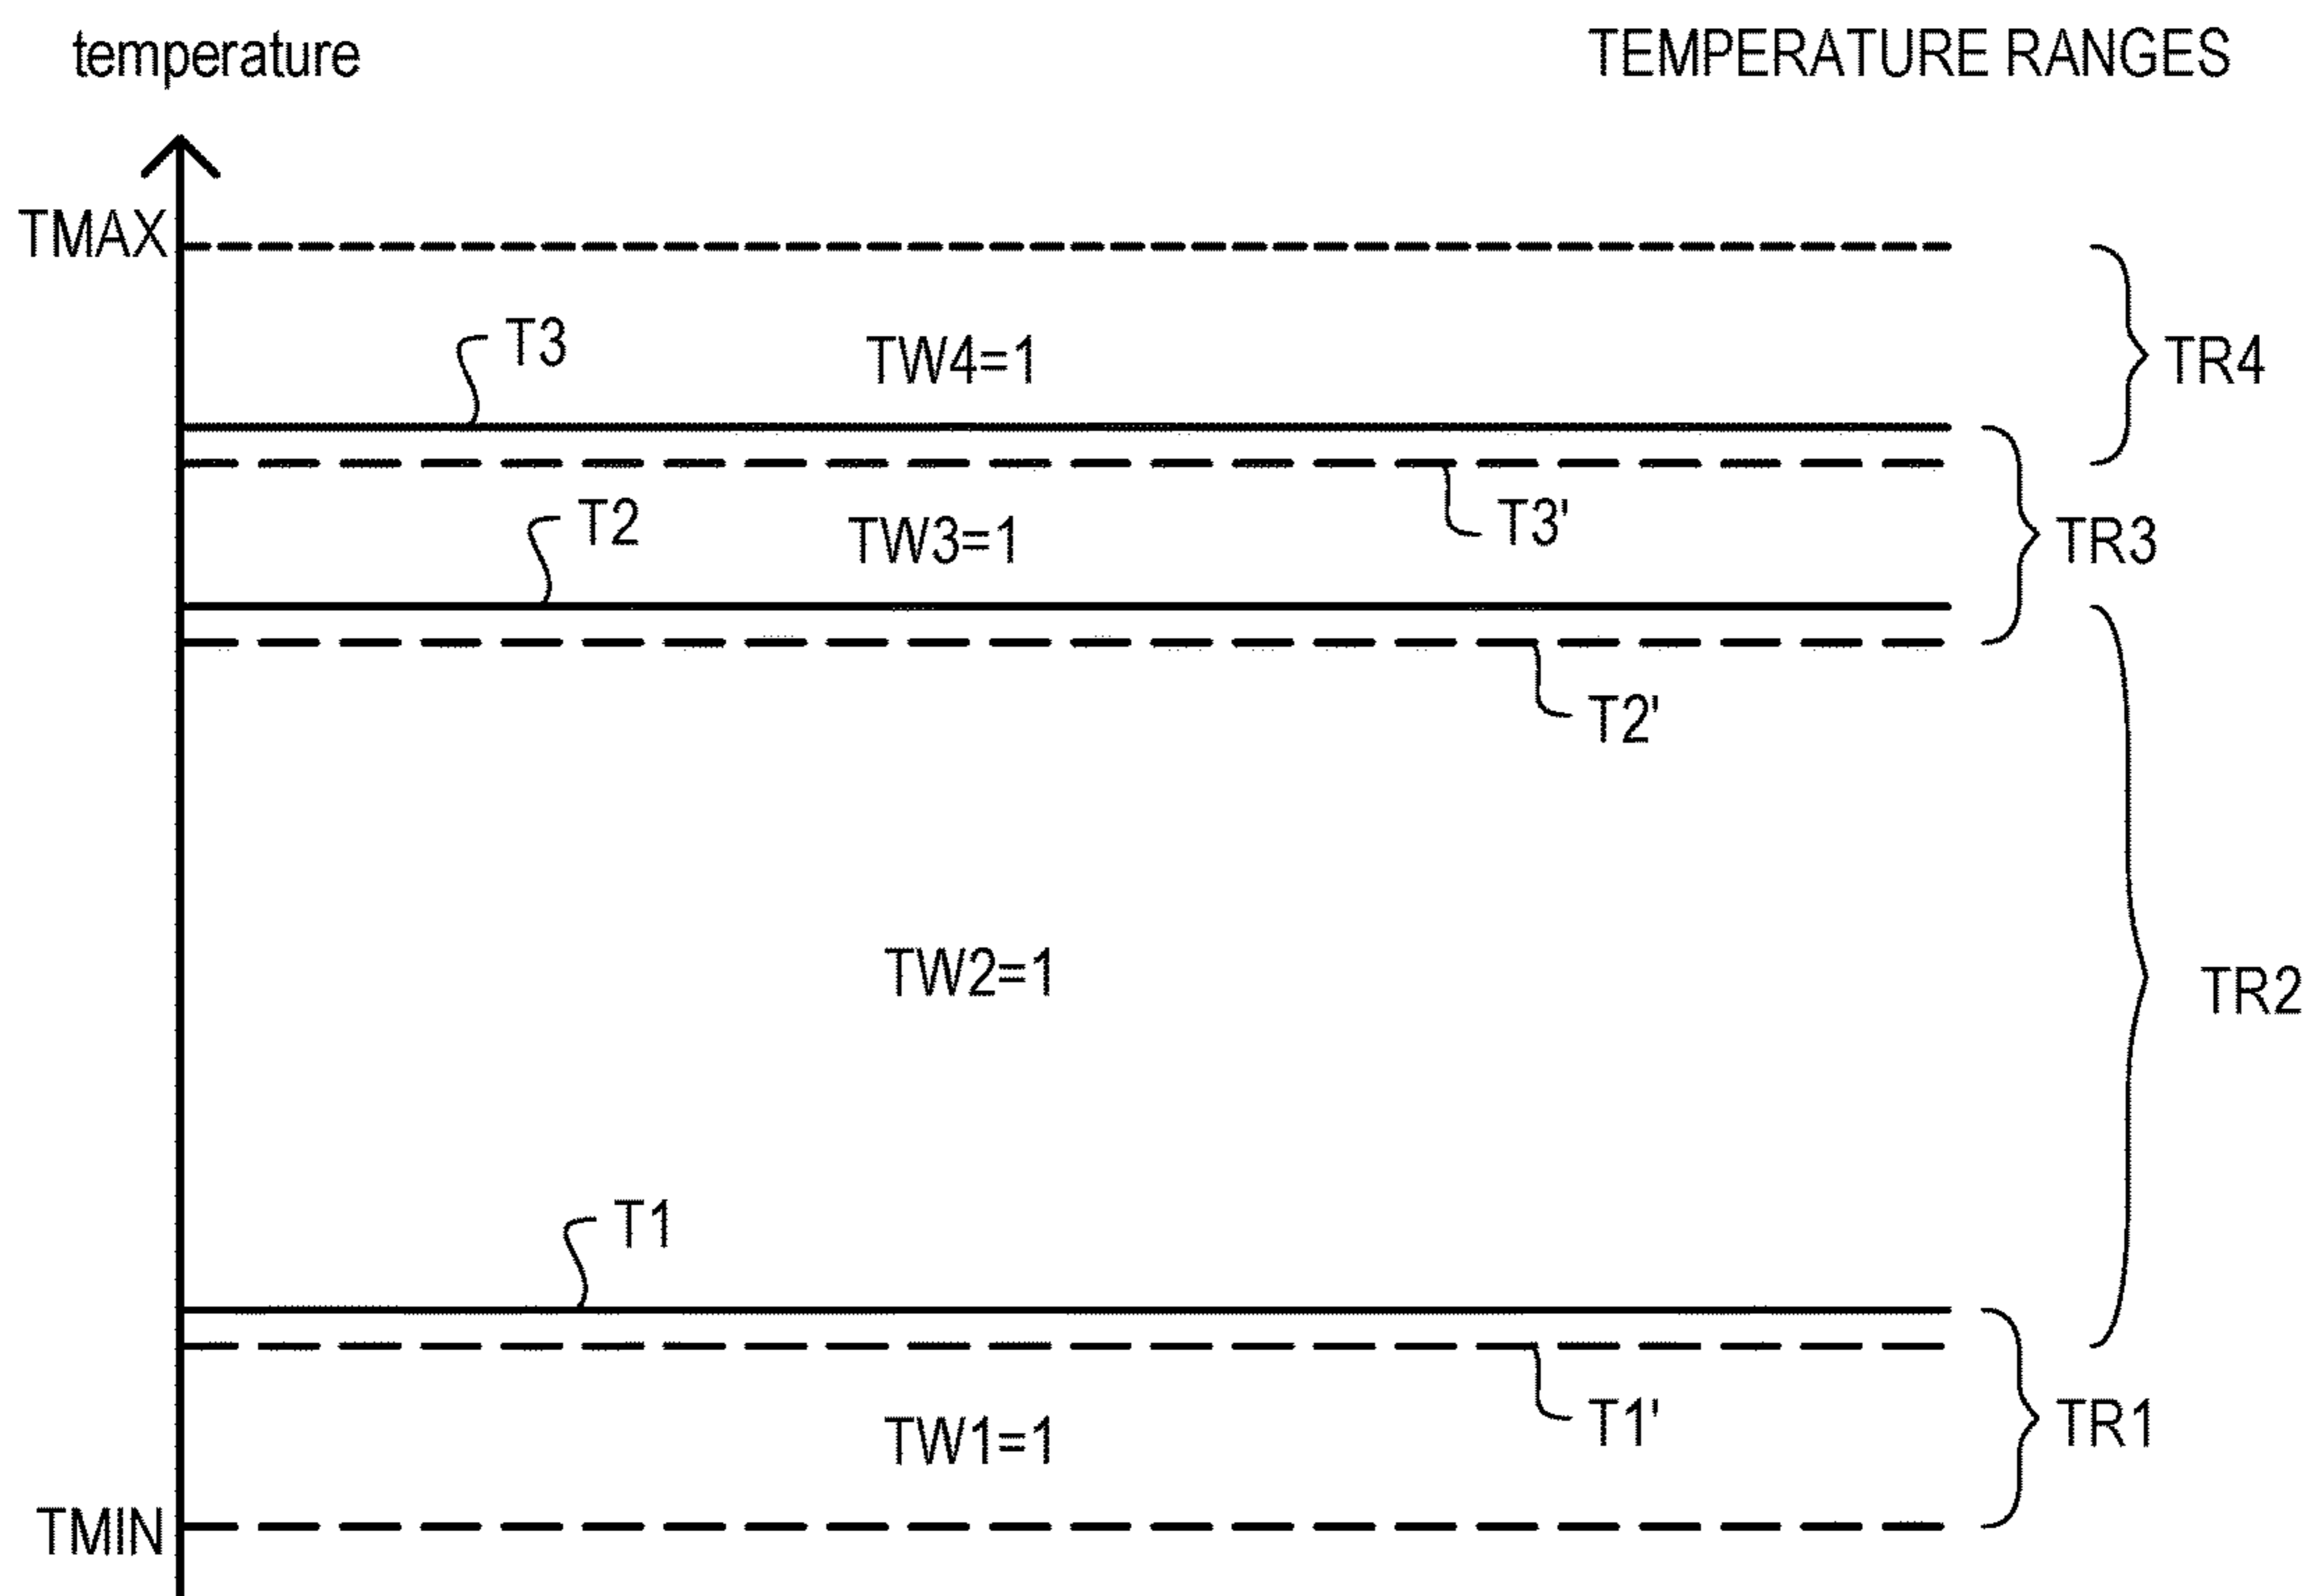 temperature
TEMPERATURE RANGES
TMAX
T3
TW4=1
TR4
T2
TW3=1
T3'
TR3
T2'
TW2=1
TR2
T1
T1'
TW1=1
TR1
TMIN